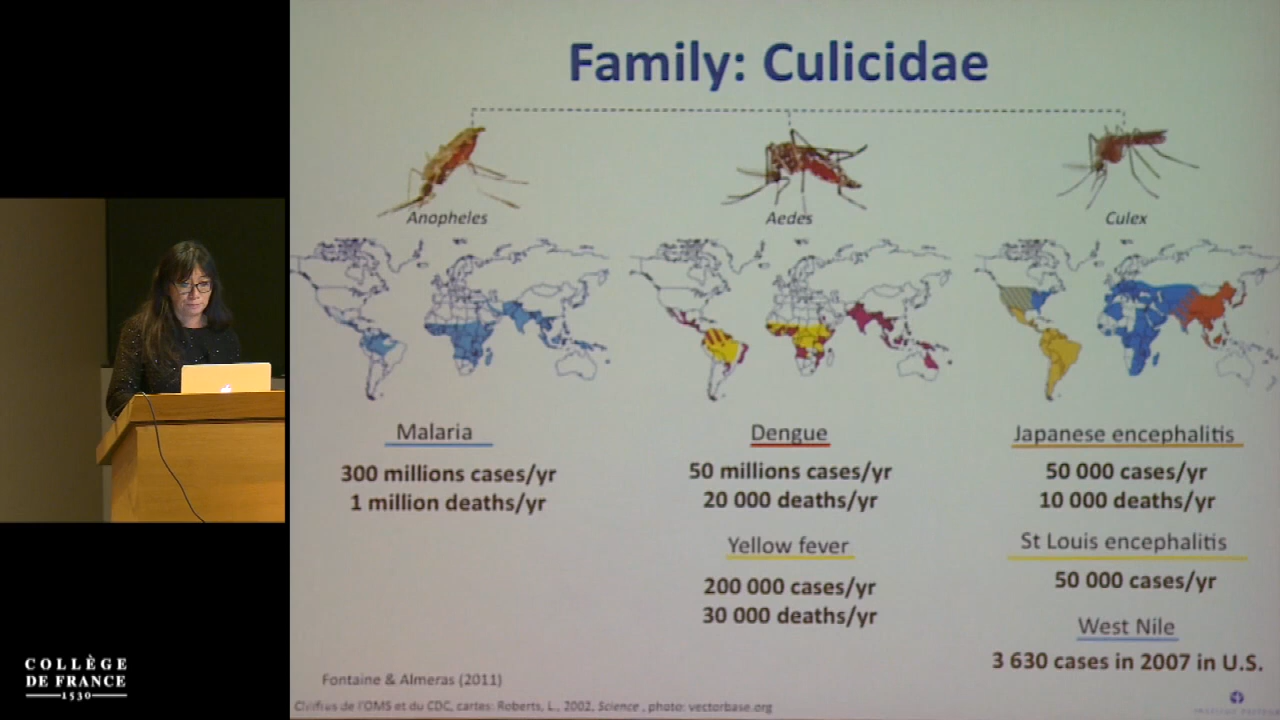 Family: Culicidae
Anopheles
Aedes
Culex
Malaria
300 millions cases/yr
1 million deaths/yr
Dengue
50 millions cases/yr
20 000 deaths/yr
Yellow fever
200 000 cases/yr
30 000 deaths/yr
Japanese encephalitis
50 000 cases/yr
10 000 deaths/yr
St Louis encephalitis
50 000 cases/yr
West Nile
3 630 cases in 2007 in U.S.
Fontaine & Almeras (2011)
Chiffres de l'OMS et du CDC, cartes: Roberts, L., 2002, Science, photo: vectorbase.org
COLLÈGE
DE FRANCE
1530